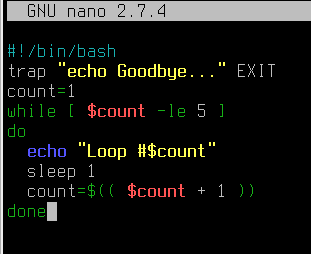 GNU nano 2.7.4
#!/bin/bash
trap "echo Goodbye..." EXIT
count=1
while [ $count -le 5 ]
do
  echo "Loop #$count"
  sleep 1
  count=$(( $count + 1 ))
done